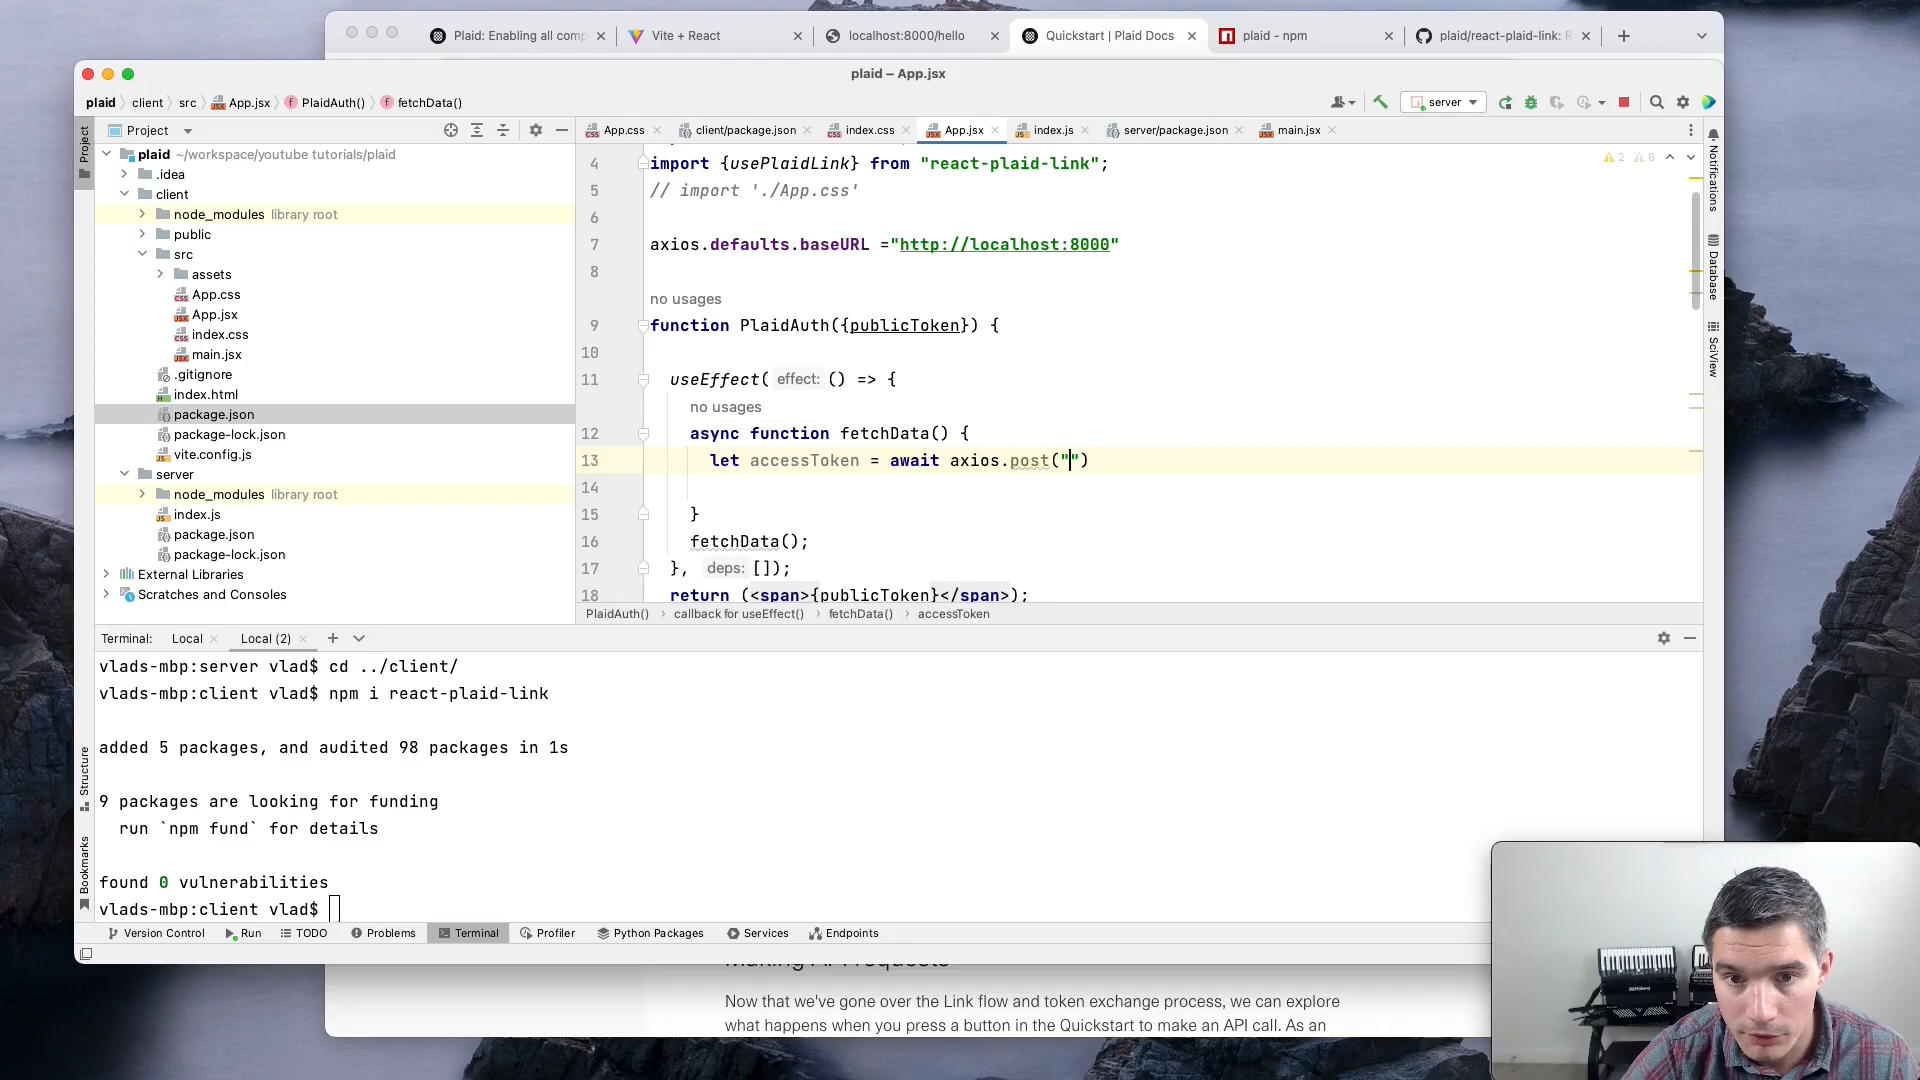 Plaid: Enabling all comp
Vite + React
localhost:8000/hello
Quickstart | Plaid Docs
plaid - npm
plaid/react-plaid-link: R
plaid – App.jsx
plaid
client
src
App.jsx
PlaidAuth()
fetchData()
server
Project
Project
App.css
client/package.json
index.css
App.jsx
index.js
server/package.json
main.jsx
plaid ~/workspace/youtube tutorials/plaid
.idea
client
node_modules library root
public
src
assets
App.css
App.jsx
index.css
main.jsx
.gitignore
index.html
package.json
package-lock.json
vite.config.js
server
node_modules library root
index.js
package.json
package-lock.json
External Libraries
Scratches and Consoles
2 6
4 import {usePlaidLink} from "react-plaid-link";
5 // import './App.css'
6
7 axios.defaults.baseURL ="http://localhost:8000"
8
no usages
9 function PlaidAuth({publicToken}) {
10
11 useEffect( effect: () => {
no usages
12 async function fetchData() {
13 let accessToken = await axios.post("")
14
15 }
16 fetchData();
17 }, deps: []);
18 return (<span>{publicToken}</span>);
PlaidAuth()
callback for useEffect()
fetchData()
accessToken
Notifications
Database
SciView
Terminal: Local Local (2)
vlads-mbp:server vlad$ cd ../client/
vlads-mbp:client vlad$ npm i react-plaid-link
added 5 packages, and audited 98 packages in 1s
9 packages are looking for funding
run `npm fund` for details
found 0 vulnerabilities
vlads-mbp:client vlad$
Structure
Bookmarks
Version Control
Run
TODO
Problems
Terminal
Profiler
Python Packages
Services
Endpoints
Making API requests
Now that we've gone over the Link flow and token exchange process, we can explore
what happens when you press a button in the Quickstart to make an API call. As an
Roland